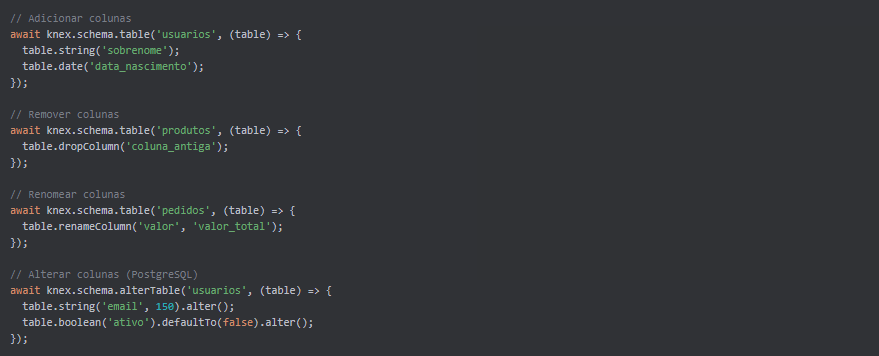 // Adicionar colunas
await knex.schema.table('usuarios', (table) => {
  table.string('sobrenome');
  table.date('data_nascimento');
});

// Remover colunas
await knex.schema.table('produtos', (table) => {
  table.dropColumn('coluna_antiga');
});

// Renomear colunas
await knex.schema.table('pedidos', (table) => {
  table.renameColumn('valor', 'valor_total');
});

// Alterar colunas (PostgreSQL)
await knex.schema.alterTable('usuarios', (table) => {
  table.string('email', 150).alter();
  table.boolean('ativo').defaultTo(false).alter();
});